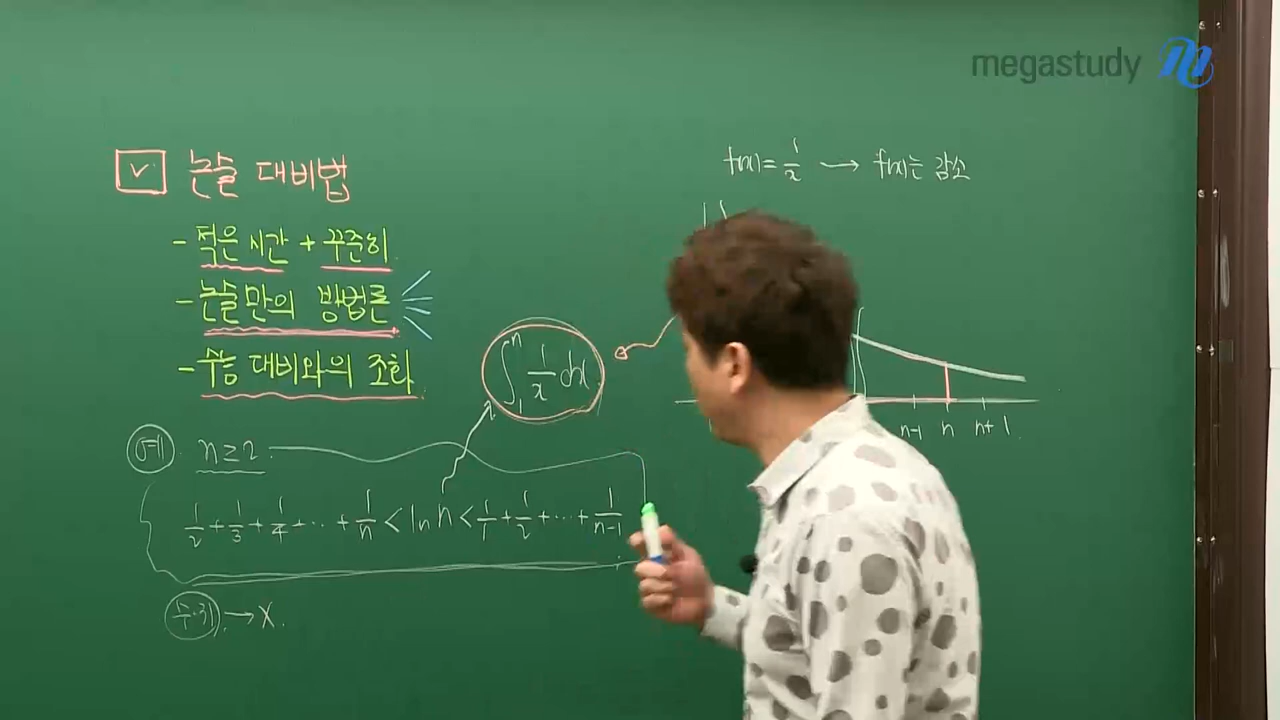 megastudy
논술 대비법
- 적은 시간 + 꾸준히
- 논술만의 방법론
- 수능 대비와의 조화
예 n≥2
1/2+1/3+1/4+…+1/n<ln n<1/1+1/2+…+1/n-1
수·귀 → X.
∫₁ⁿ 1/x dx
f(x)=1/x → f(x)는 감소
n-1 n n+1